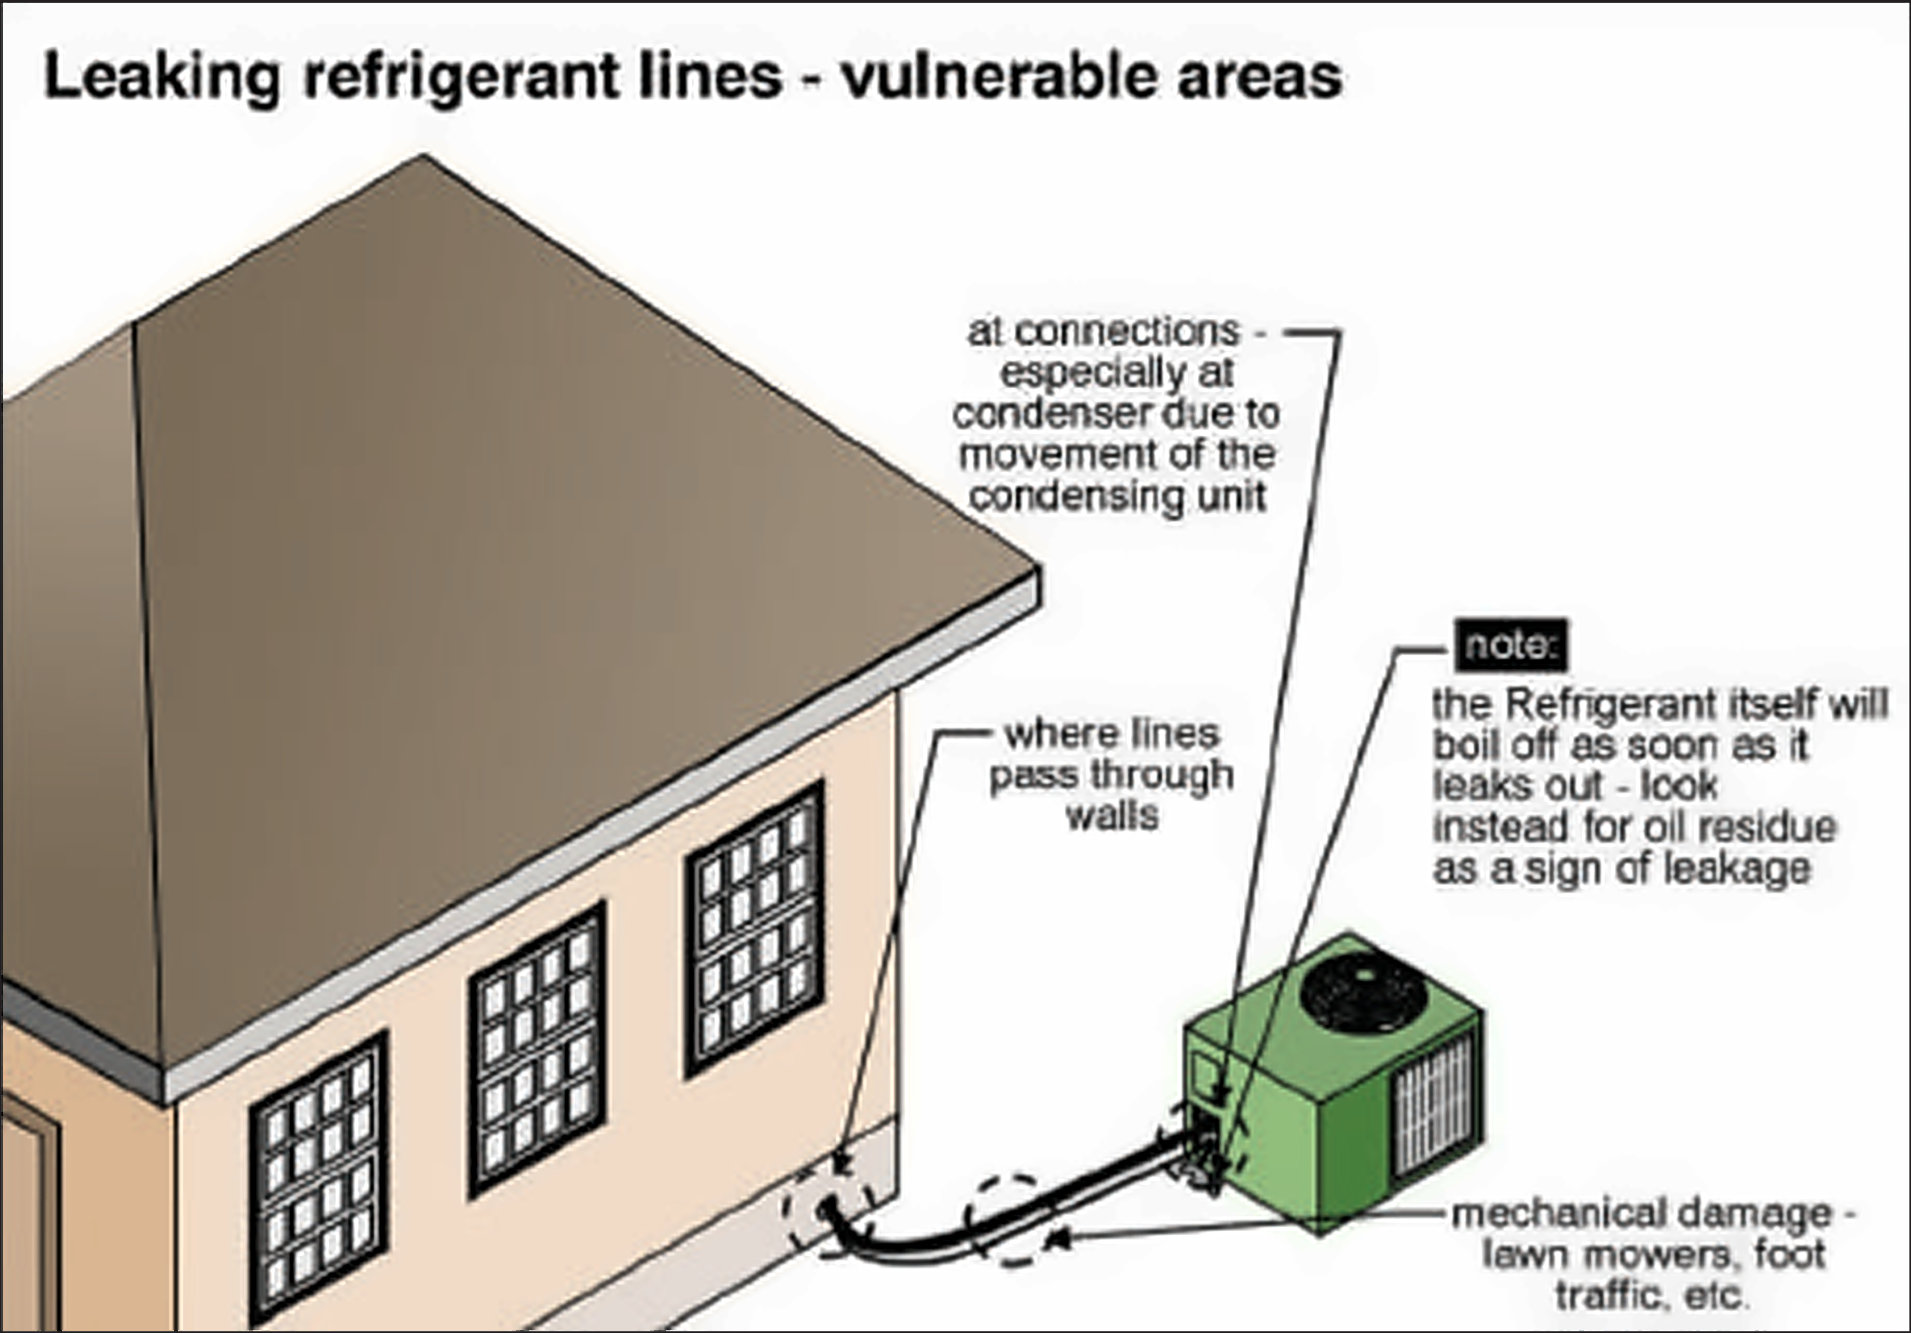 Leaking refrigerant lines - vulnerable areas
at connections -
especially at
condenser due to
movement of the
condensing unit
note:
the Refrigerant itself will
boil off as soon as it
leaks out - look
instead for oil residue
as a sign of leakage
where lines
pass through
walls
mechanical damage -
lawn mowers, foot
traffic, etc.